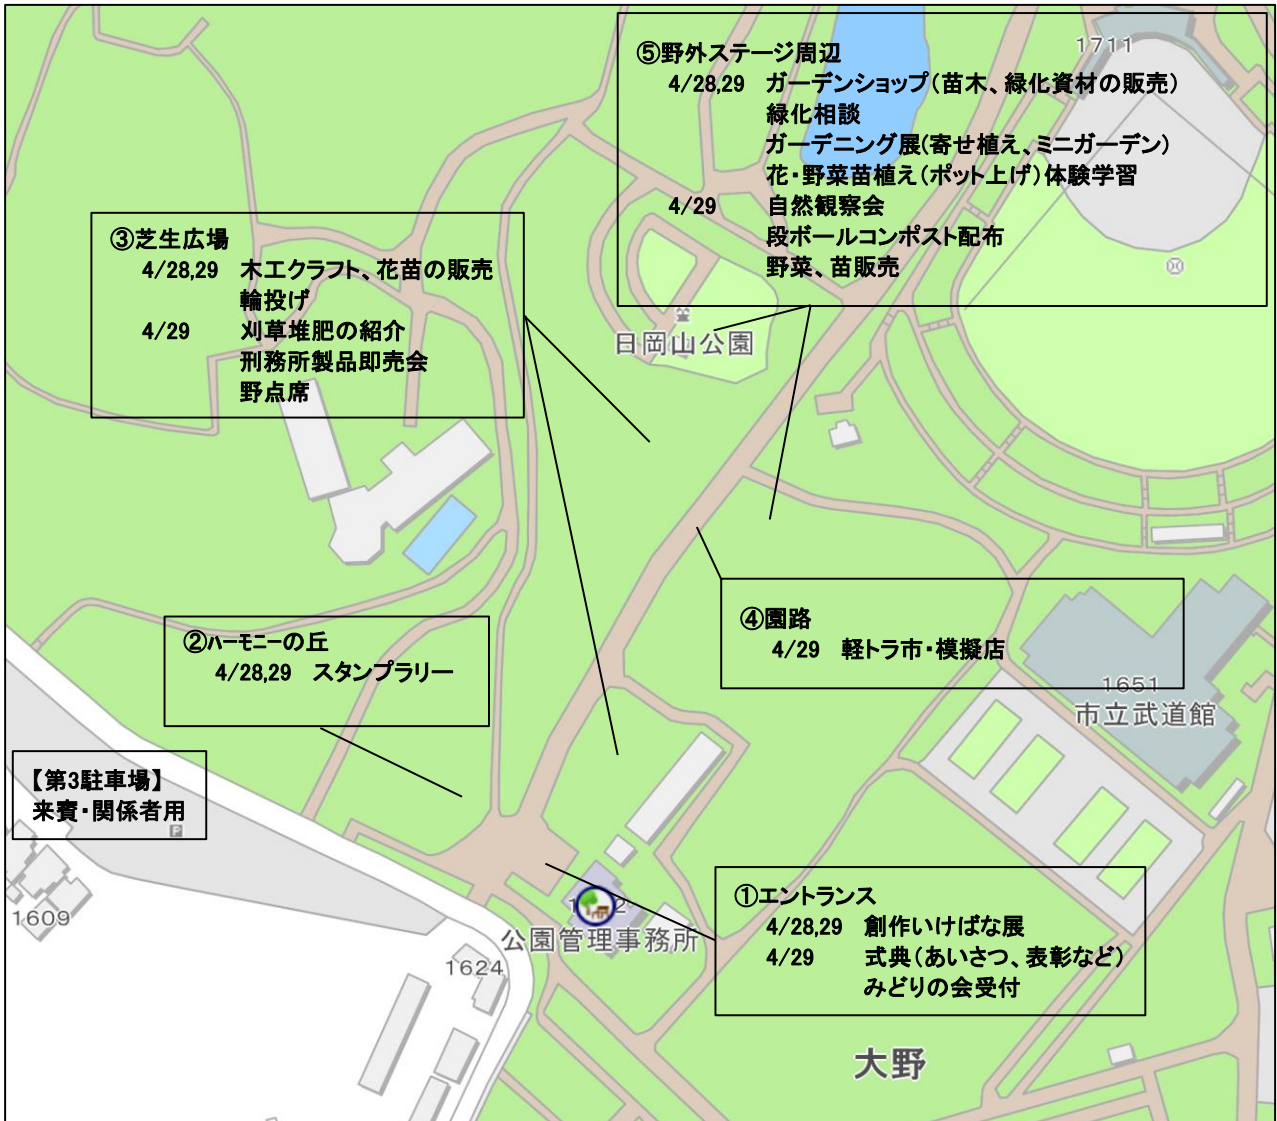 ⑤野外ステージ周辺
4/28,29 ガーデンショップ(苗木、緑化資材の販売)
緑化相談
ガーデニング展(寄せ植え、ミニガーデン)
花・野菜苗植え(ポット上げ)体験学習
4/29 自然観察会
段ボールコンポスト配布
野菜、苗販売
1711
③芝生広場
4/28,29 木工クラフト、花苗の販売
輪投げ
4/29 刈草堆肥の紹介
刑務所製品即売会
野点席
日岡山公園
④園路
4/29 軽トラ市・模擬店
②ハーモニーの丘
4/28,29 スタンプラリー
1651
市立武道館
【第3駐車場】
来賓・関係者用
P
1609
①エントランス
4/28,29 創作いけばな展
4/29 式典(あいさつ、表彰など)
みどりの会受付
公園管理事務所
1624
大野